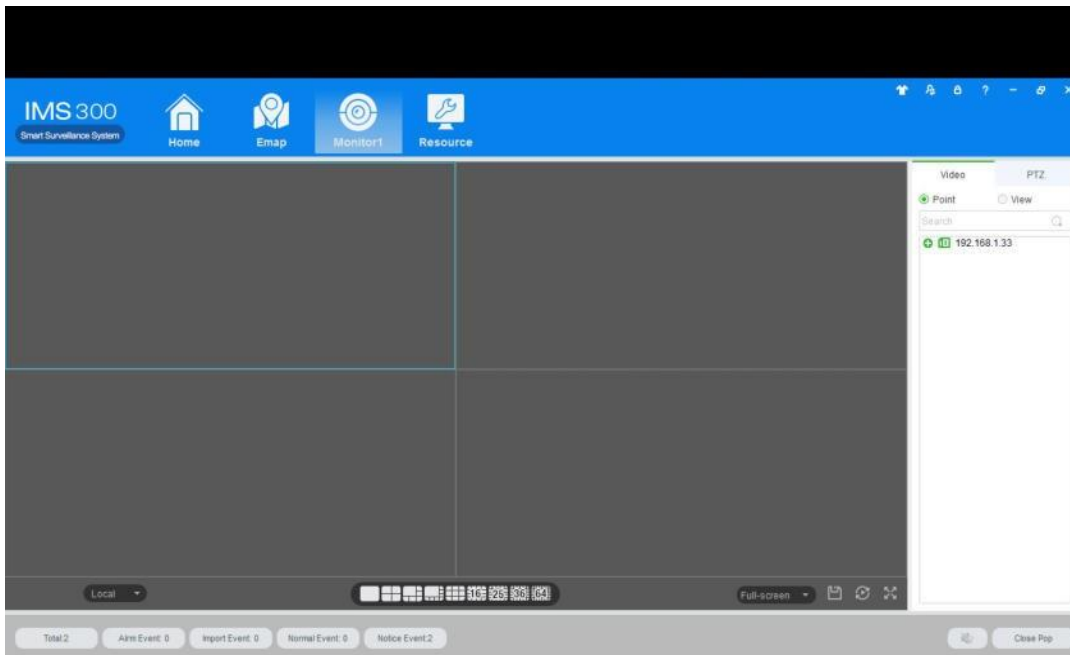 IMS 300
Smart Surveillance System
Home
Emap
Monitor1
Resource
?
Video
PTZ
Point
View
Search
192.168.1.33
Local
16
25
36
64
Full-screen
Total:2
Alrm Event: 0
Import Event: 0
Normal Event: 0
Notice Event:2
Close Pop